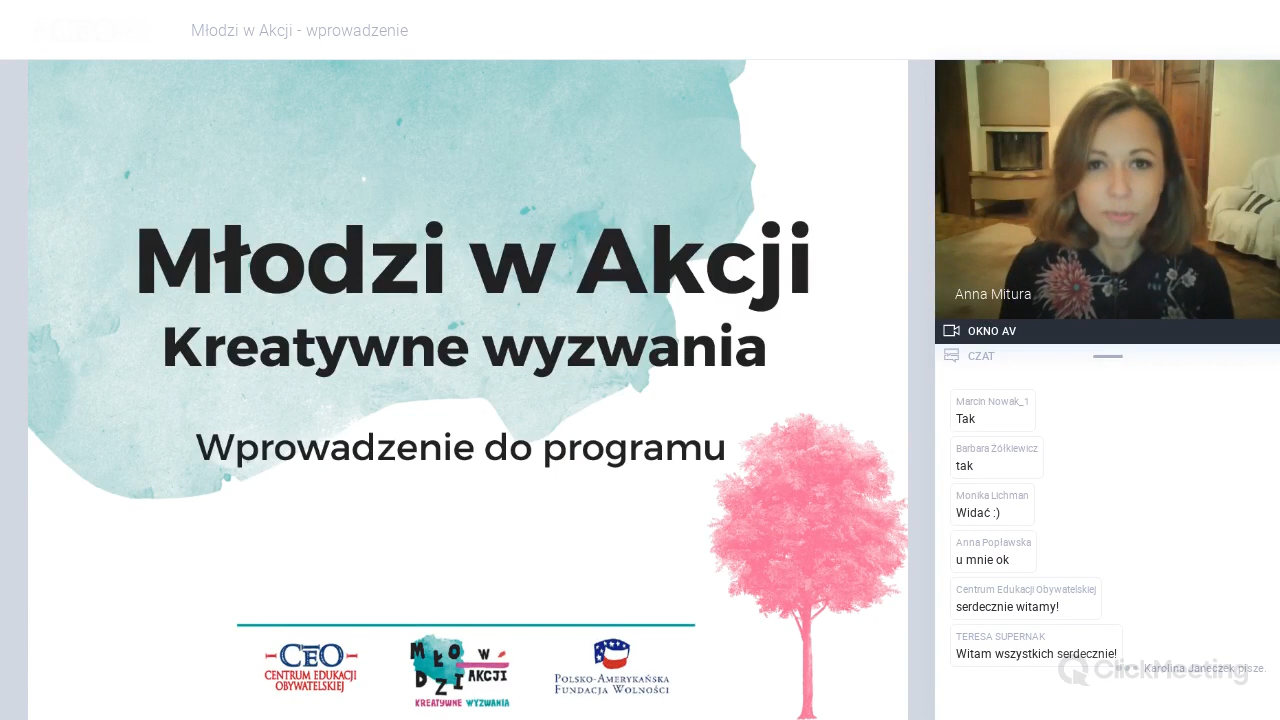 Młodzi w Akcji - wprowadzenie
Młodzi w Akcji
Kreatywne wyzwania
Wprowadzenie do programu
CEO
CENTRUM EDUKACJI
OBYWATELSKIEJ
MŁO W
DZI AKCJI
KREATYWNE WYZWANIA
POLSKO-AMERYKAŃSKA
FUNDACJA WOLNOŚCI
Anna Mitura
OKNO AV
CZAT
Marcin Nowak_1
Tak
Barbara Żółkiewicz
tak
Monika Lichman
Widać :)
Anna Popławska
u mnie ok
Centrum Edukacji Obywatelskiej
serdecznie witamy!
TERESA SUPERNAK
Witam wszystkich serdecznie!
Karolina Janeczek pisze.
ClickMeeting